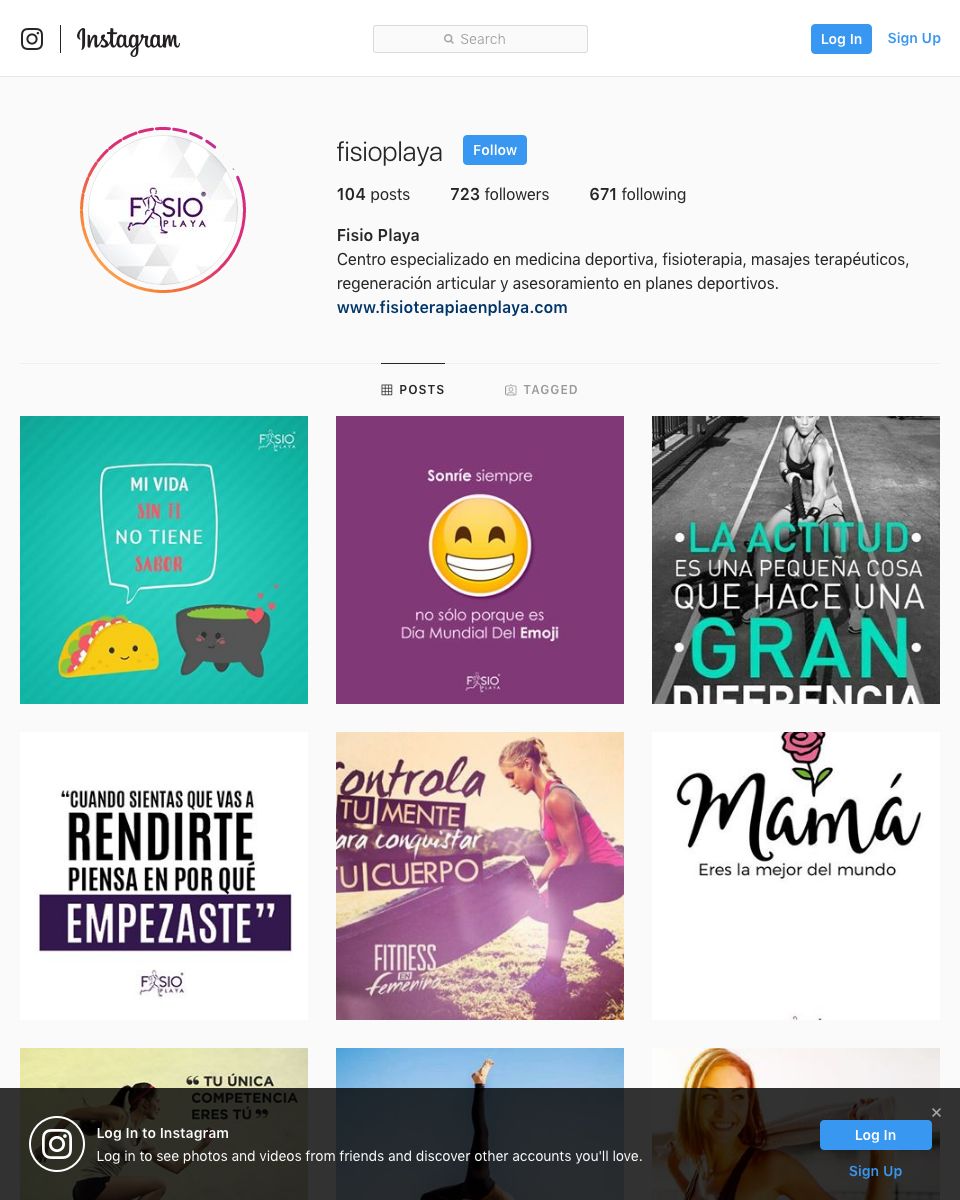 Instagram
Search
Log In
Sign Up
FISIO
PLAYA
fisioplaya
Follow
104 posts
723 followers
671 following
Fisio Playa
Centro especializado en medicina deportiva, fisioterapia, masajes terapéuticos,
regeneración articular y asesoramiento en planes deportivos.
www.fisioterapiaenplaya.com
POSTS
TAGGED
FISIO
PLAYA
MI VIDA
SIN TI
NO TIENE
SABOR
Sonríe siempre
no sólo porque es
Día Mundial Del Emoji
FISIO
PLAYA
•LA ACTITUD•
ES UNA PEQUEÑA COSA
QUE HACE UNA
•GRAN•
DIFERENCIA
“CUANDO SIENTAS QUE VAS A
RENDIRTE
PIENSA EN POR QUÉ
EMPEZASTE”
FISIO
PLAYA
Controla
TU MENTE
para conquistar
TU CUERPO
FITNESS
EN
femenino
Mamá
Eres la mejor del mundo
“ TU ÚNICA
COMPETENCIA
ERES TÚ ”
Log In to Instagram
Log in to see photos and videos from friends and discover other accounts you'll love.
Log In
Sign Up